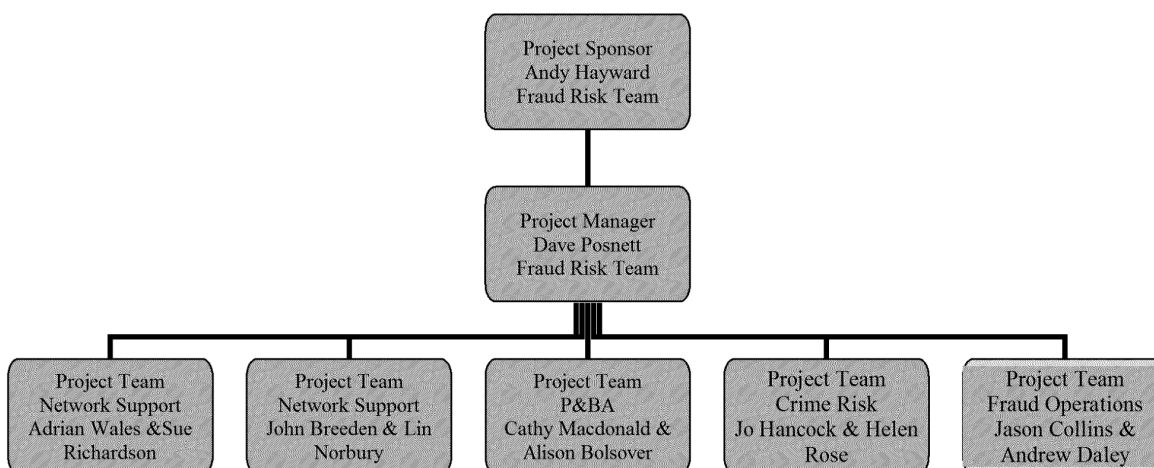 Project Sponsor
Andy Hayward
Fraud Risk Team
Project Manager
Dave Posnett
Fraud Risk Team
Project Team
Network Support
Adrian Wales &Sue
Richardson
Project Team
Network Support
John Breeden & Lin
Norbury
Project Team
P&BA
Cathy Macdonald &
Alison Bolsover
Project Team
Crime Risk
Jo Hancock & Helen
Rose
Project Team
Fraud Operations
Jason Collins &
Andrew Daley